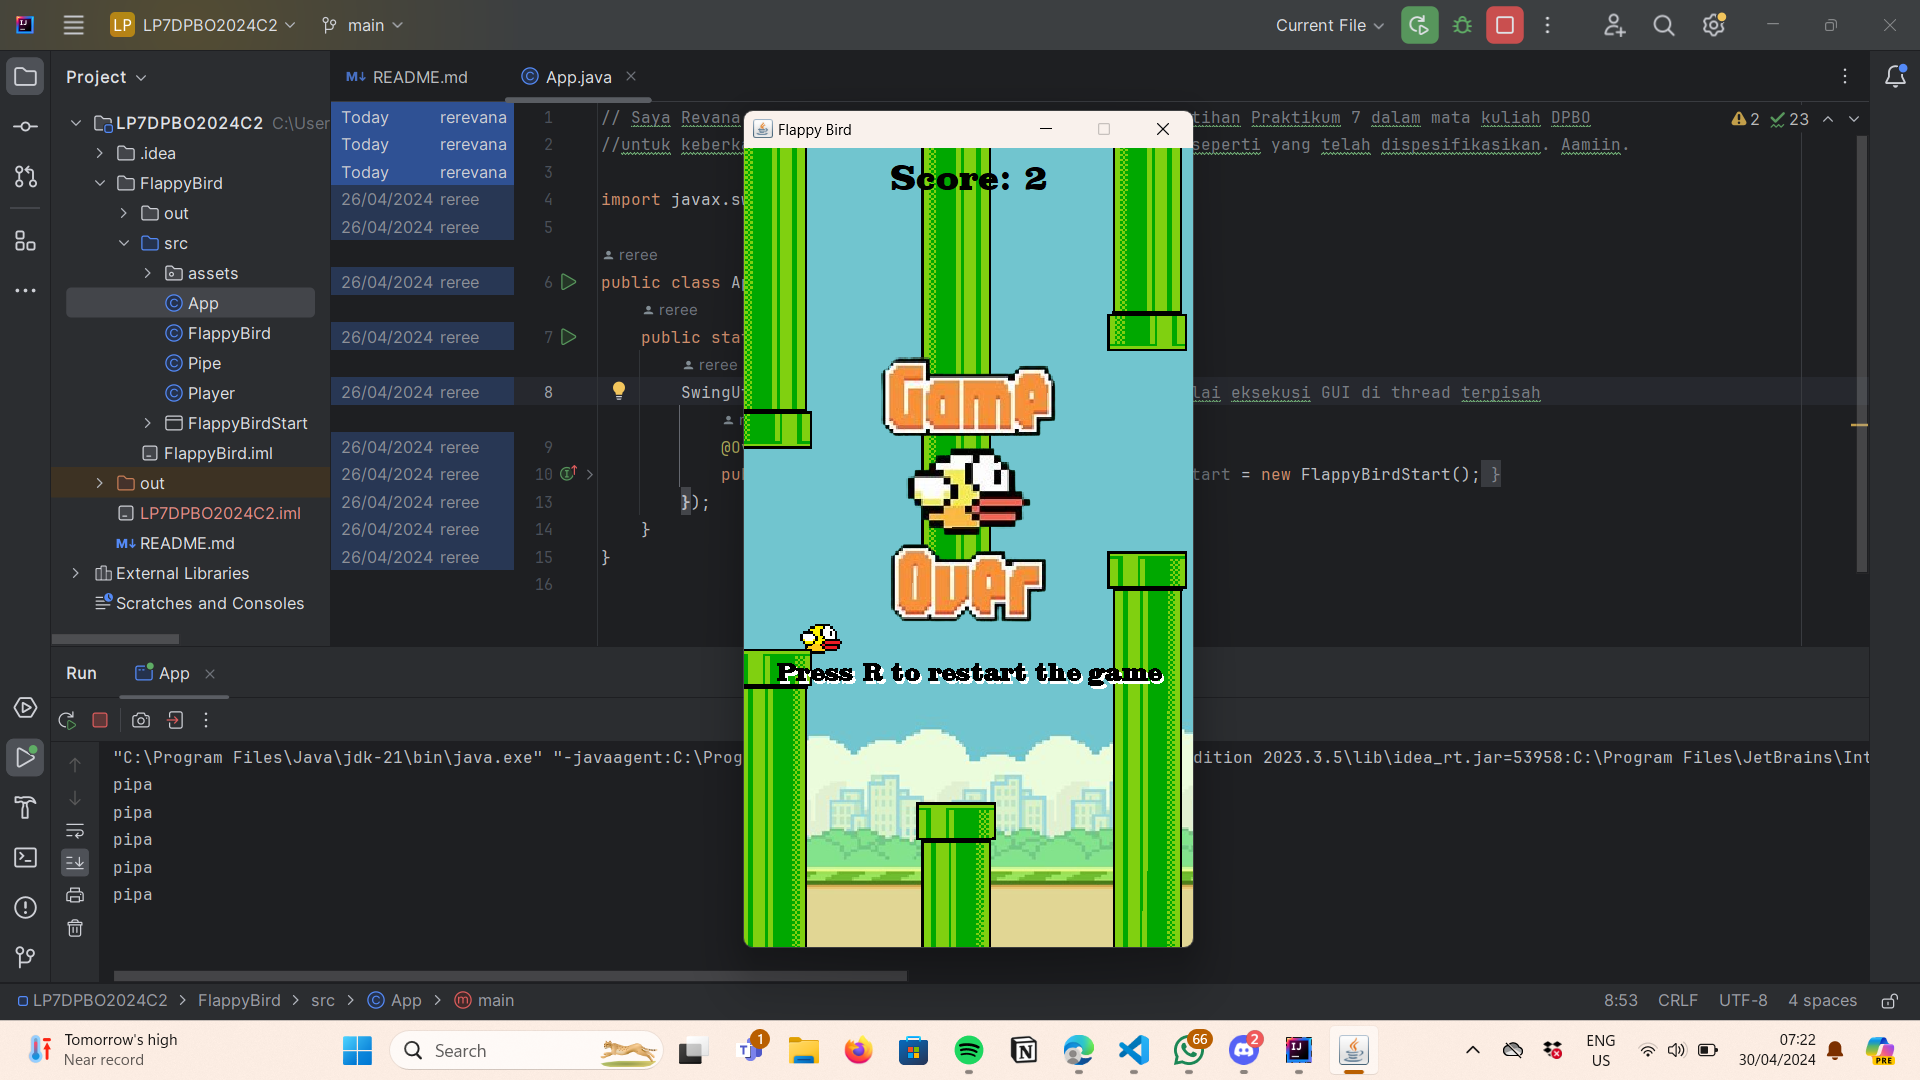 LP LP7DPBO2024C2 main Current File
Project README.md App.java
LP7DPBO2024C2 C:\User
.idea
FlappyBird
out
src
assets
App
FlappyBird
Pipe
Player
FlappyBirdStart
FlappyBird.iml
out
LP7DPBO2024C2.iml
README.md
External Libraries
Scratches and Consoles
Today rerevana 1 // Saya Revana tihan Praktikum 7 dalam mata kuliah DPBO 2 23
Today rerevana 2 //untuk keberka seperti yang telah dispesifikasikan. Aamiin.
Today rerevana 3
26/04/2024 reree 4 import javax.sw
26/04/2024 reree 5
reree
26/04/2024 reree 6 public class Ap
reree
26/04/2024 reree 7 public sta
reree
26/04/2024 reree 8 SwingU lai eksekusi GUI di thread terpisah
26/04/2024 reree 9 @O
26/04/2024 reree 10 pu tart = new FlappyBirdStart(); }
26/04/2024 reree 13 });
26/04/2024 reree 14 }
26/04/2024 reree 15 }
16
Flappy Bird
Score: 2
Game
Over
Press R to restart the game
Run App
"C:\Program Files\Java\jdk-21\bin\java.exe" "-javaagent:C:\Prog dition 2023.3.5\lib\idea_rt.jar=53958:C:\Program Files\JetBrains\Int
pipa
pipa
pipa
pipa
pipa
LP7DPBO2024C2 > FlappyBird > src > App > main 8:53 CRLF UTF-8 4 spaces
Tomorrow's high
Near record
Search
1
66
2
ENG
US
07:22
30/04/2024
PRE